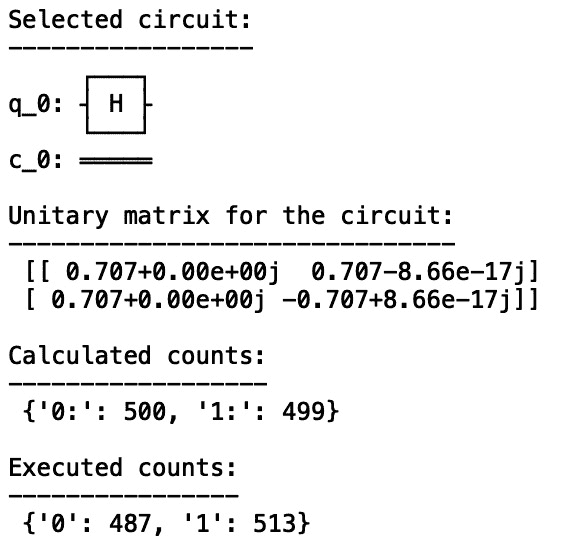 Selected circuit:
-----------------
q_0: ┤ H ├
c_0: ═════
Unitary matrix for the circuit:
-------------------------------
[[ 0.707+0.00e+00j  0.707-8.66e-17j]
[ 0.707+0.00e+00j -0.707+8.66e-17j]]
Calculated counts:
------------------
{'0:': 500, '1:': 499}
Executed counts:
----------------
{'0': 487, '1': 513}